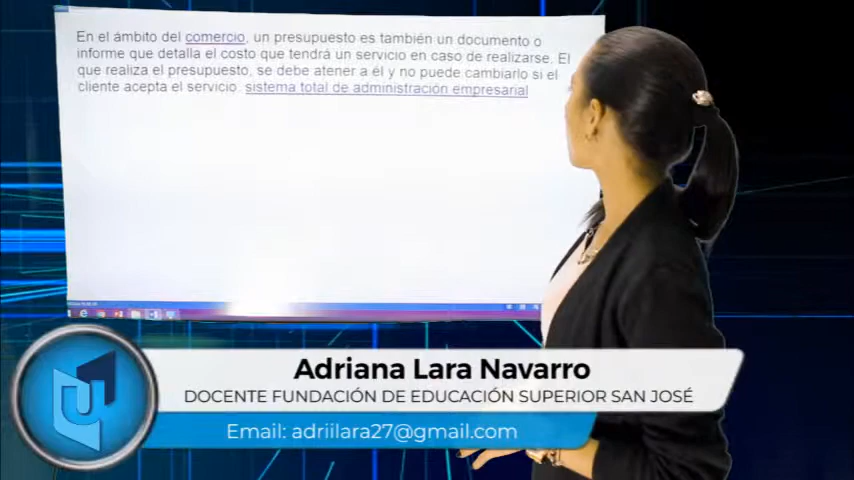 En el ámbito del comercio, un presupuesto es también un documento o
informe que detalla el costo que tendrá un servicio en caso de realizarse. El
que realiza el presupuesto, se debe atener a él y no puede cambiarlo si el
cliente acepta el servicio. sistema total de administración empresarial
Adriana Lara Navarro
DOCENTE FUNDACIÓN DE EDUCACIÓN SUPERIOR SAN JOSÉ
Email: adriilara27@gmail.com